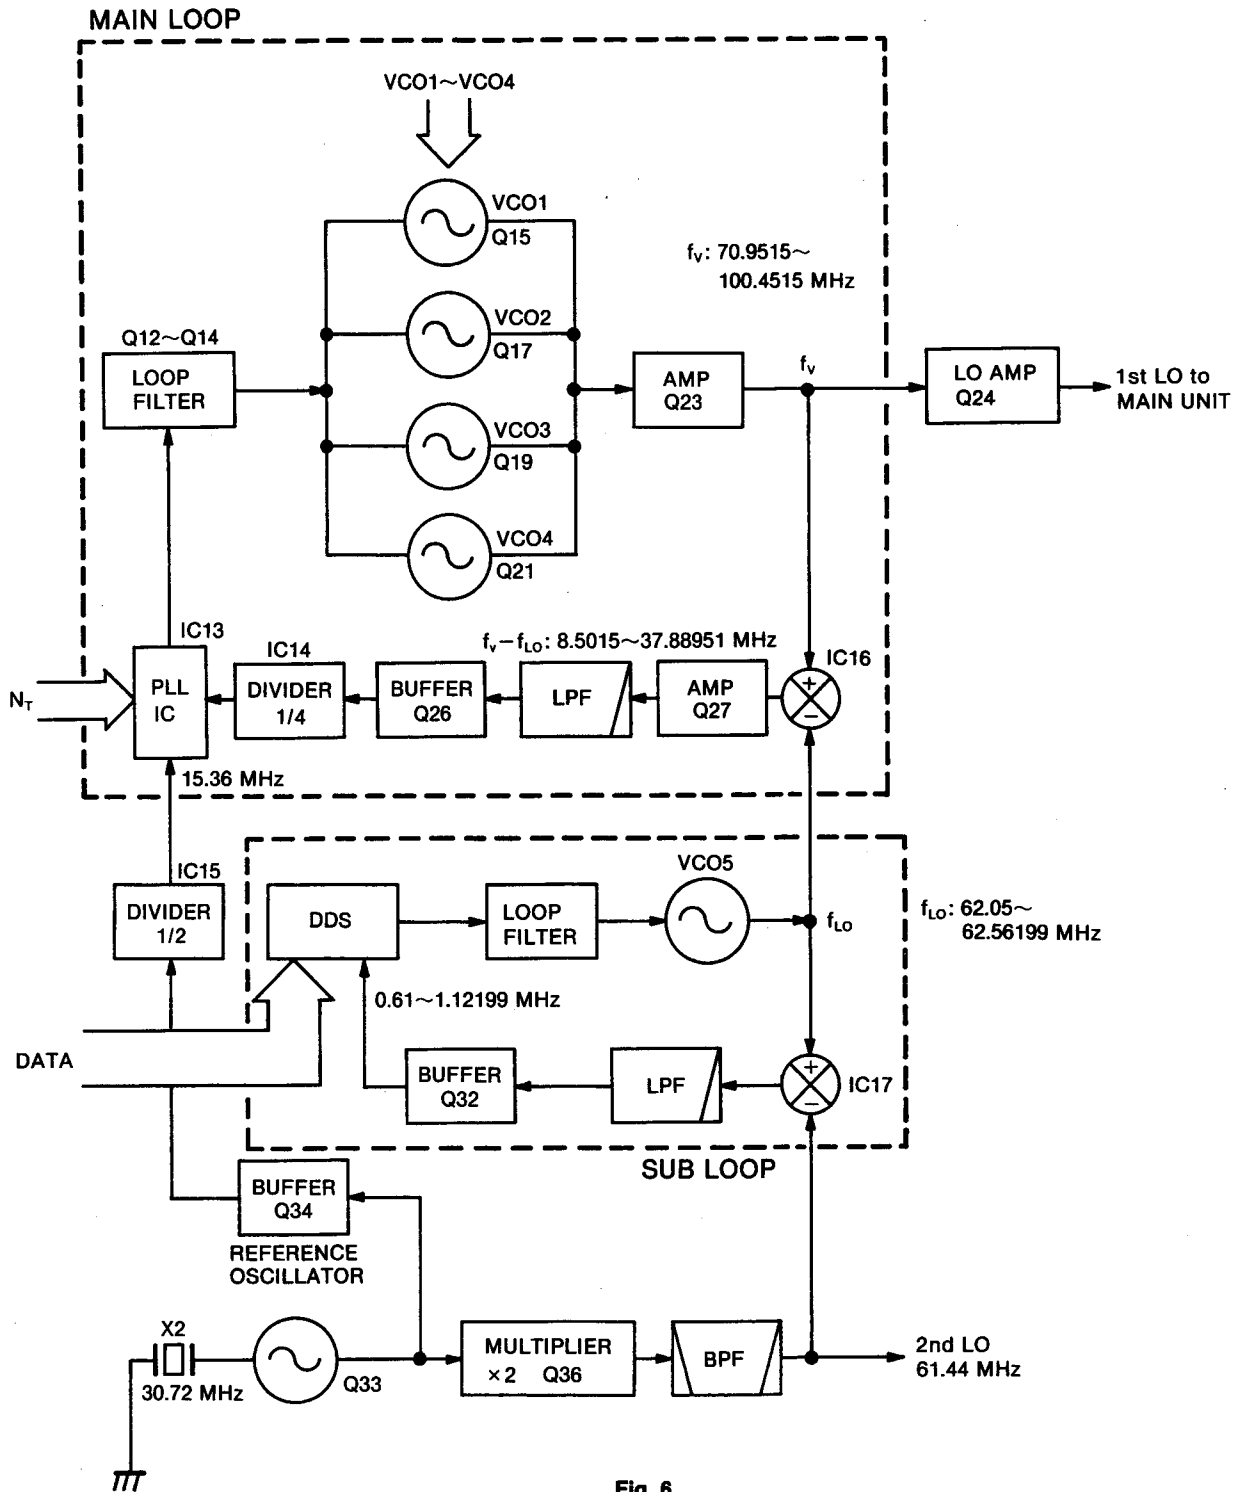 MAIN LOOP
VCO1～VCO4
VCO1
Q15
fV: 70.9515～
100.4515 MHz
VCO2
Q17
Q12～Q14
LOOP
FILTER
AMP
Q23
fV
LO AMP
Q24
1st LO to
MAIN UNIT
VCO3
Q19
VCO4
Q21
IC13
fV−fLO: 8.5015～37.88951 MHz
IC14
IC16
NT
PLL
IC
DIVIDER
1/4
BUFFER
Q26
LPF
AMP
Q27
+
−
15.36 MHz
IC15
DIVIDER
1/2
DDS
LOOP
FILTER
VCO5
fLO
fLO: 62.05～
62.56199 MHz
0.61～1.12199 MHz
DATA
BUFFER
Q32
LPF
+
−
IC17
SUB LOOP
BUFFER
Q34
REFERENCE
OSCILLATOR
X2
30.72 MHz
Q33
MULTIPLIER
×2 Q36
BPF
2nd LO
61.44 MHz
Fig. 6